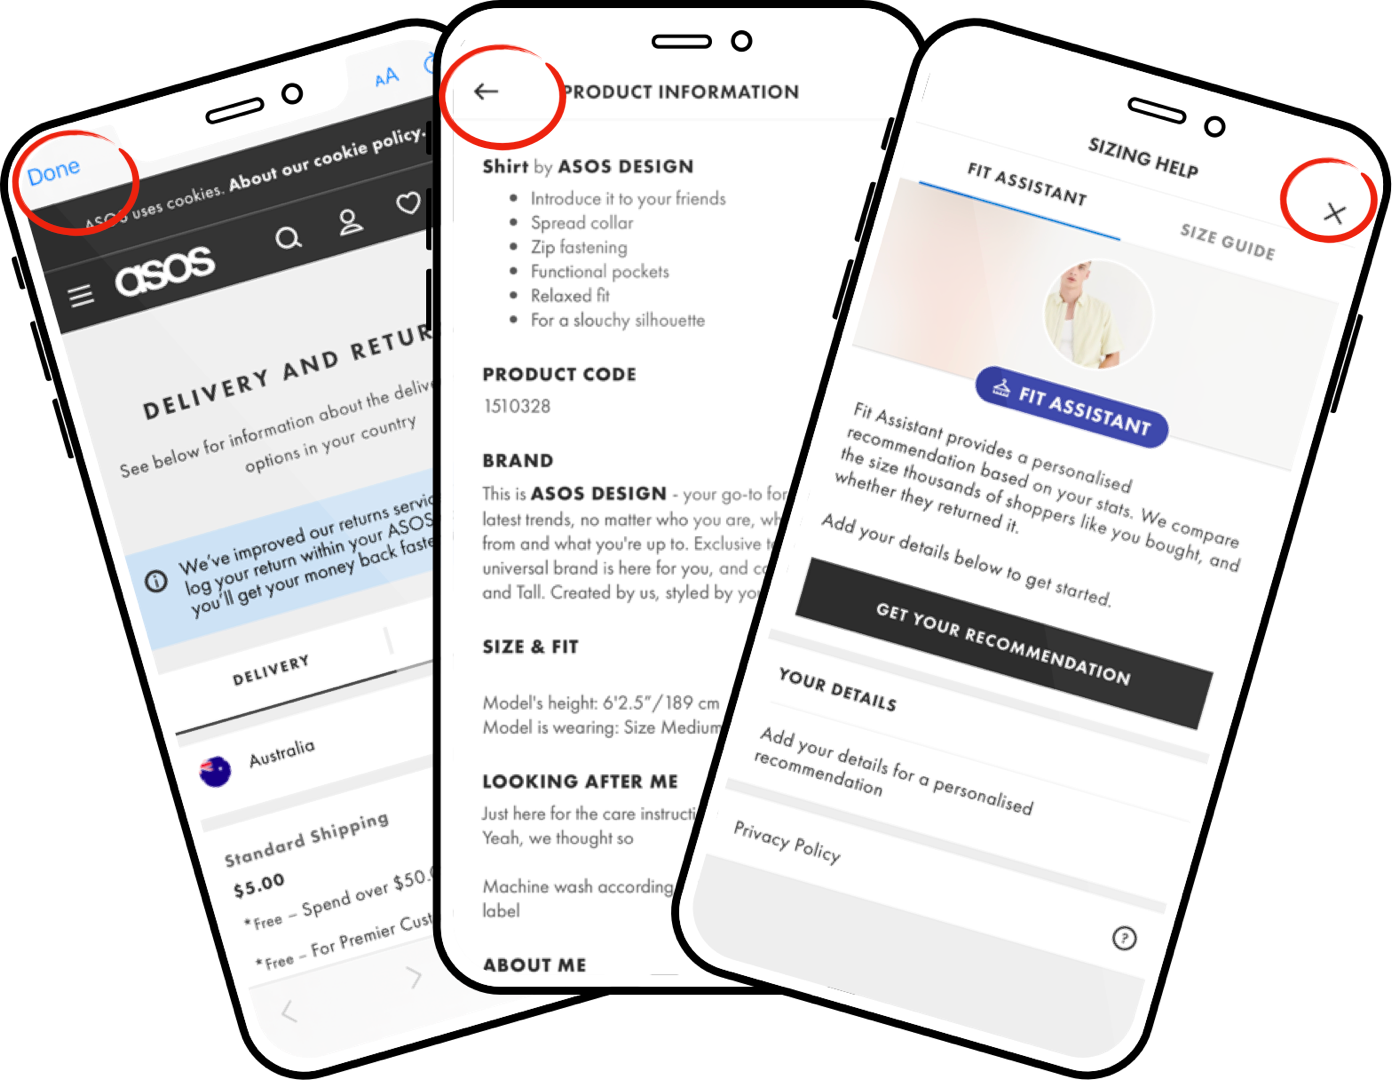 Done
AA
ASOS uses cookies. About our cookie policy.
asos
DELIVERY AND RETUR
See below for information about the delive
options in your country
We've improved our returns servic
log your return within your ASOS
you'll get your money back faste
DELIVERY
Australia
Standard Shipping
$5.00
*Free – Spend over $50.0
*Free – For Premier Cust
PRODUCT INFORMATION
Shirt by ASOS DESIGN
• Introduce it to your friends
• Spread collar
• Zip fastening
• Functional pockets
• Relaxed fit
• For a slouchy silhouette
PRODUCT CODE
1510328
BRAND
This is ASOS DESIGN - your go-to for
latest trends, no matter who you are, wh
from and what you're up to. Exclusive to
universal brand is here for you, and co
and Tall. Created by us, styled by you
SIZE & FIT
Model's height: 6'2.5"/189 cm
Model is wearing: Size Medium
LOOKING AFTER ME
Just here for the care instructi
Yeah, we thought so
Machine wash according
label
ABOUT ME
SIZING HELP
FIT ASSISTANT
SIZE GUIDE
FIT ASSISTANT
Fit Assistant provides a personalised
recommendation based on your stats. We compare
the size thousands of shoppers like you bought, and
whether they returned it.
Add your details below to get started.
GET YOUR RECOMMENDATION
YOUR DETAILS
Add your details for a personalised
recommendation
Privacy Policy
?